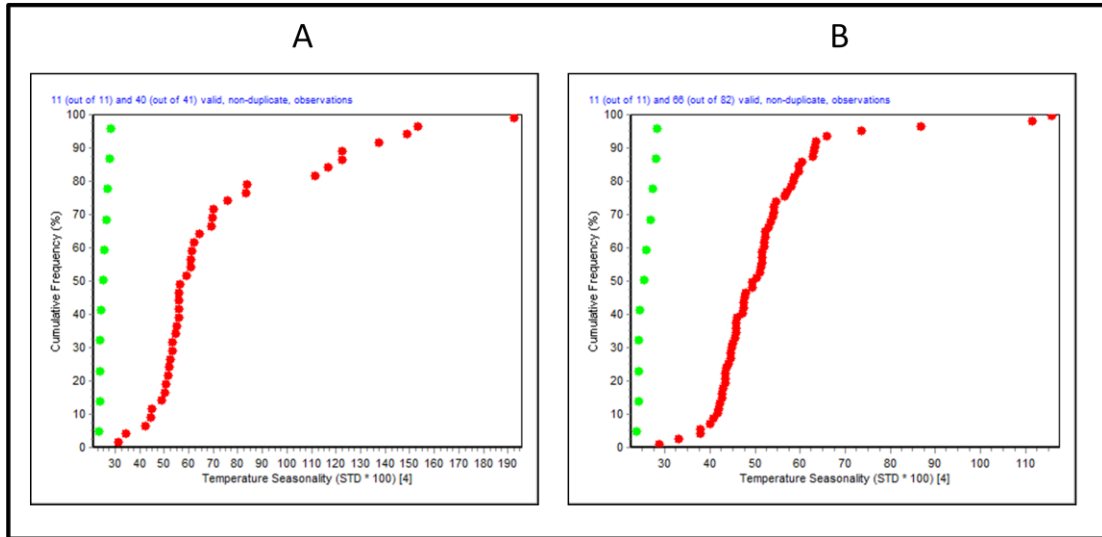 A
11 (out of 11) and 40 (out of 41) valid, non-duplicate, observations
100
90
80
70
60
50
40
30
20
10
0
Cumulative Frequency (%)
30 40 50 60 70 80 90 100 110 120 130 140 150 160 170 180 190
Temperature Seasonality (STD * 100) [4]
B
11 (out of 11) and 66 (out of 82) valid, non-duplicate, observations
100
90
80
70
60
50
40
30
20
10
0
Cumulative Frequency (%)
30 40 50 60 70 80 90 100 110
Temperature Seasonality (STD * 100) [4]